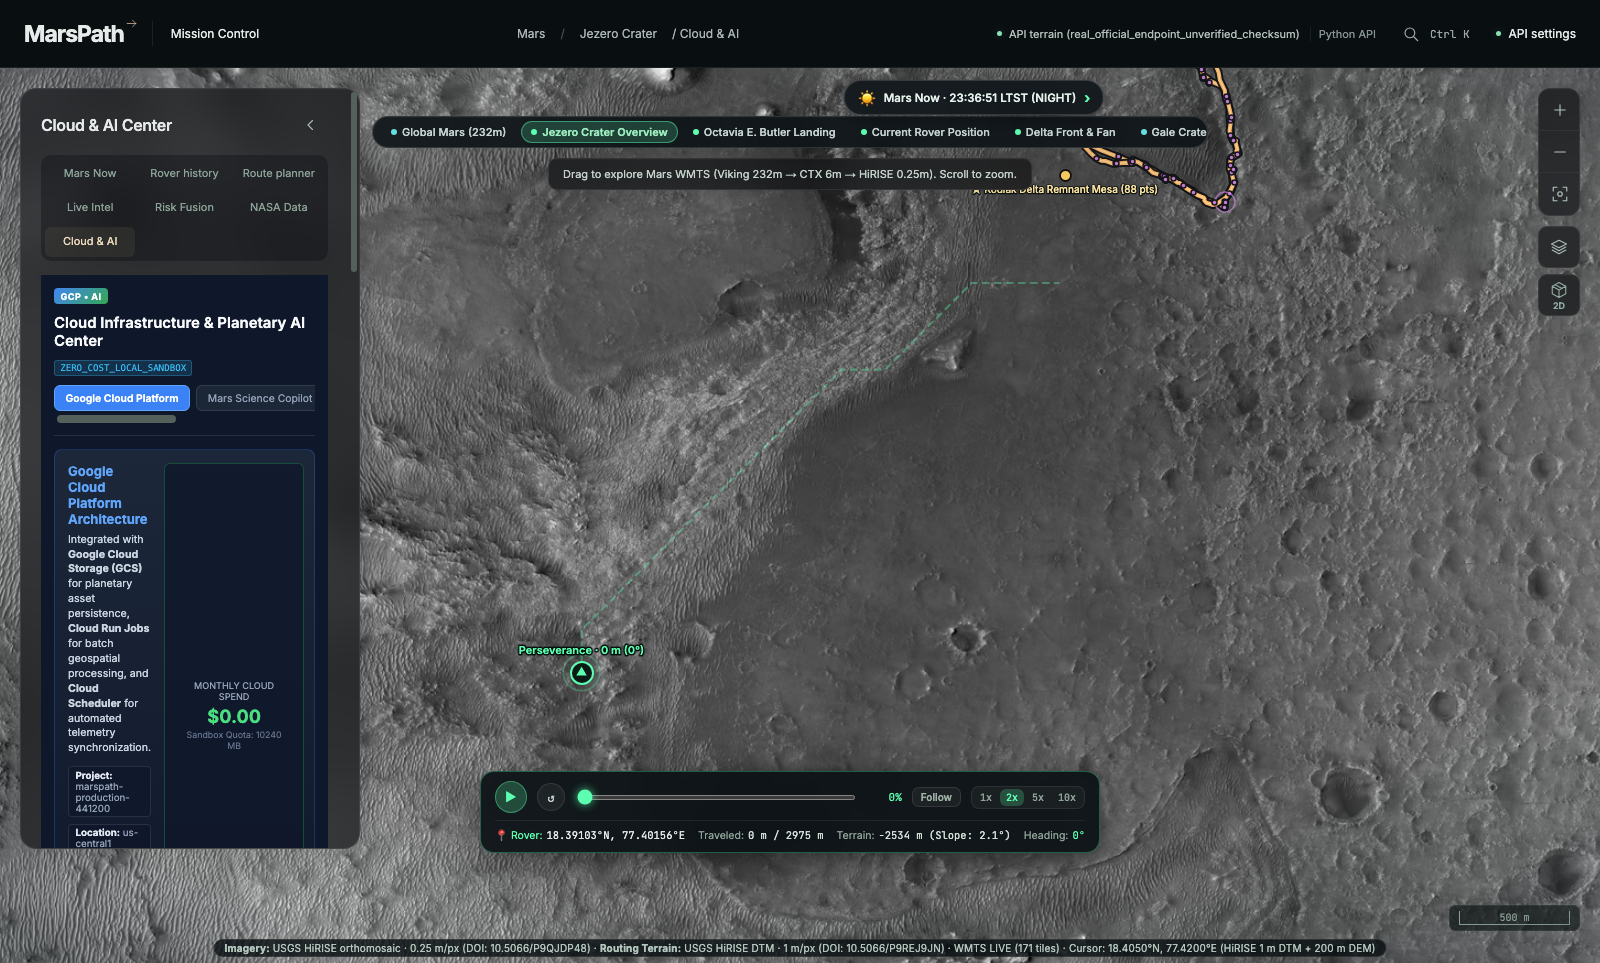 MarsPath→
Mission Control
Mars / Jezero Crater / Cloud & AI
API terrain (real_official_endpoint_unverified_checksum)
Python API
Ctrl K
API settings
Cloud & AI Center
Mars Now
Rover history
Route planner
Live Intel
Risk Fusion
NASA Data
Cloud & AI
GCP • AI
Cloud Infrastructure & Planetary AI
Center
ZERO_COST_LOCAL_SANDBOX
Google Cloud Platform
Mars Science Copilot
Google
Cloud
Platform
Architecture
Integrated with
Google Cloud
Storage (GCS)
for planetary
asset
persistence,
Cloud Run Jobs
for batch
geospatial
processing, and
Cloud
Scheduler for
automated
telemetry
synchronization.
MONTHLY CLOUD
SPEND
$0.00
Sandbox Quota: 10240
MB
Project:
marspath-
production-
441200
Location: us-
central1
Mars Now · 23:36:51 LTST (NIGHT) ›
Global Mars (232m)
Jezero Crater Overview
Octavia E. Butler Landing
Current Rover Position
Delta Front & Fan
Gale Crate
Drag to explore Mars WMTS (Viking 232m → CTX 6m → HiRISE 0.25m). Scroll to zoom.
Kodiak Delta Remnant Mesa (88 pts)
2D
Perseverance · 0 m (0°)
0%
Follow
1x
2x
5x
10x
Rover: 18.39103°N, 77.40156°E
Traveled: 0 m / 2975 m
Terrain: -2534 m (Slope: 2.1°)
Heading: 0°
500 m
Imagery: USGS HiRISE orthomosaic · 0.25 m/px (DOI: 10.5066/P9QJDP48) · Routing Terrain: USGS HiRISE DTM · 1 m/px (DOI: 10.5066/P9REJ9JN) · WMTS LIVE (171 tiles) · Cursor: 18.4050°N, 77.4200°E (HiRISE 1 m DTM + 200 m DEM)